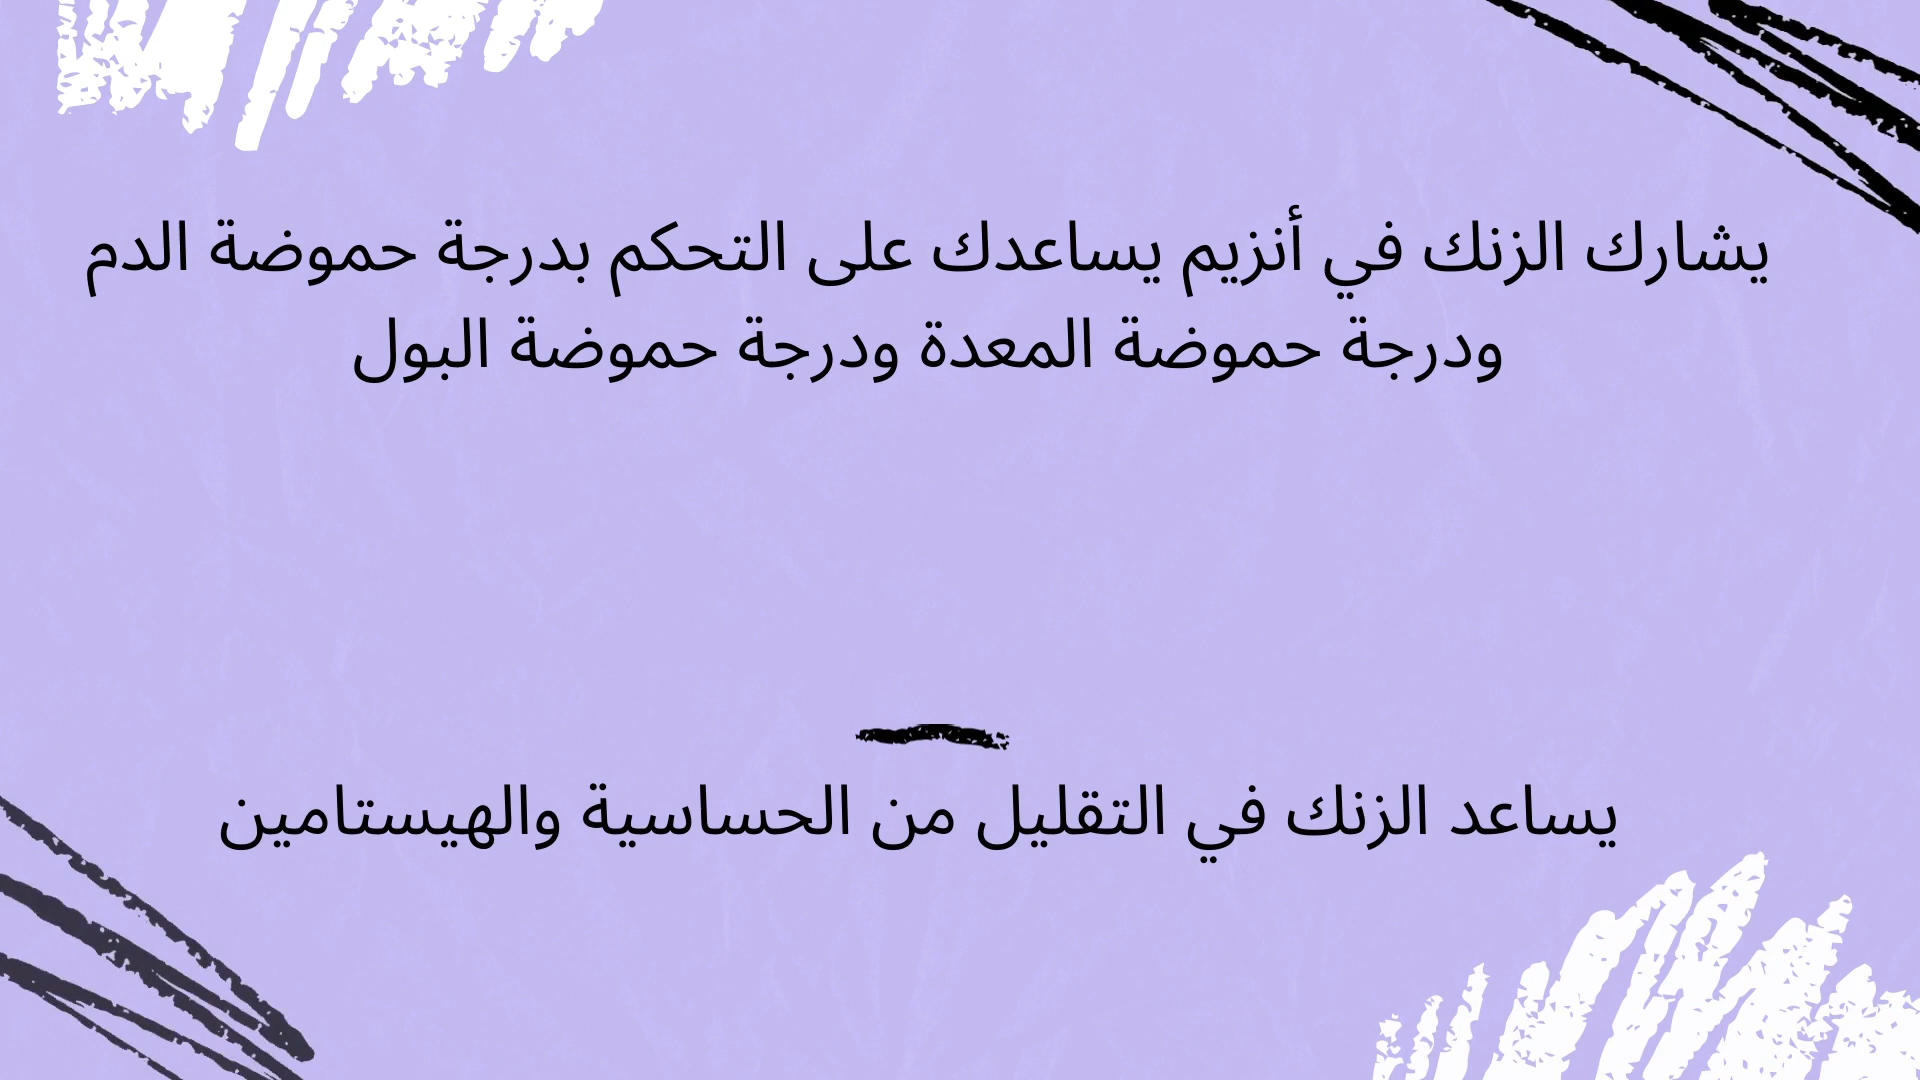 يشارك الزنك في أنزيم يساعدك على التحكم بدرجة حموضة الدم
ودرجة حموضة المعدة ودرجة حموضة البول
يساعد الزنك في التقليل من الحساسية والهيستامين